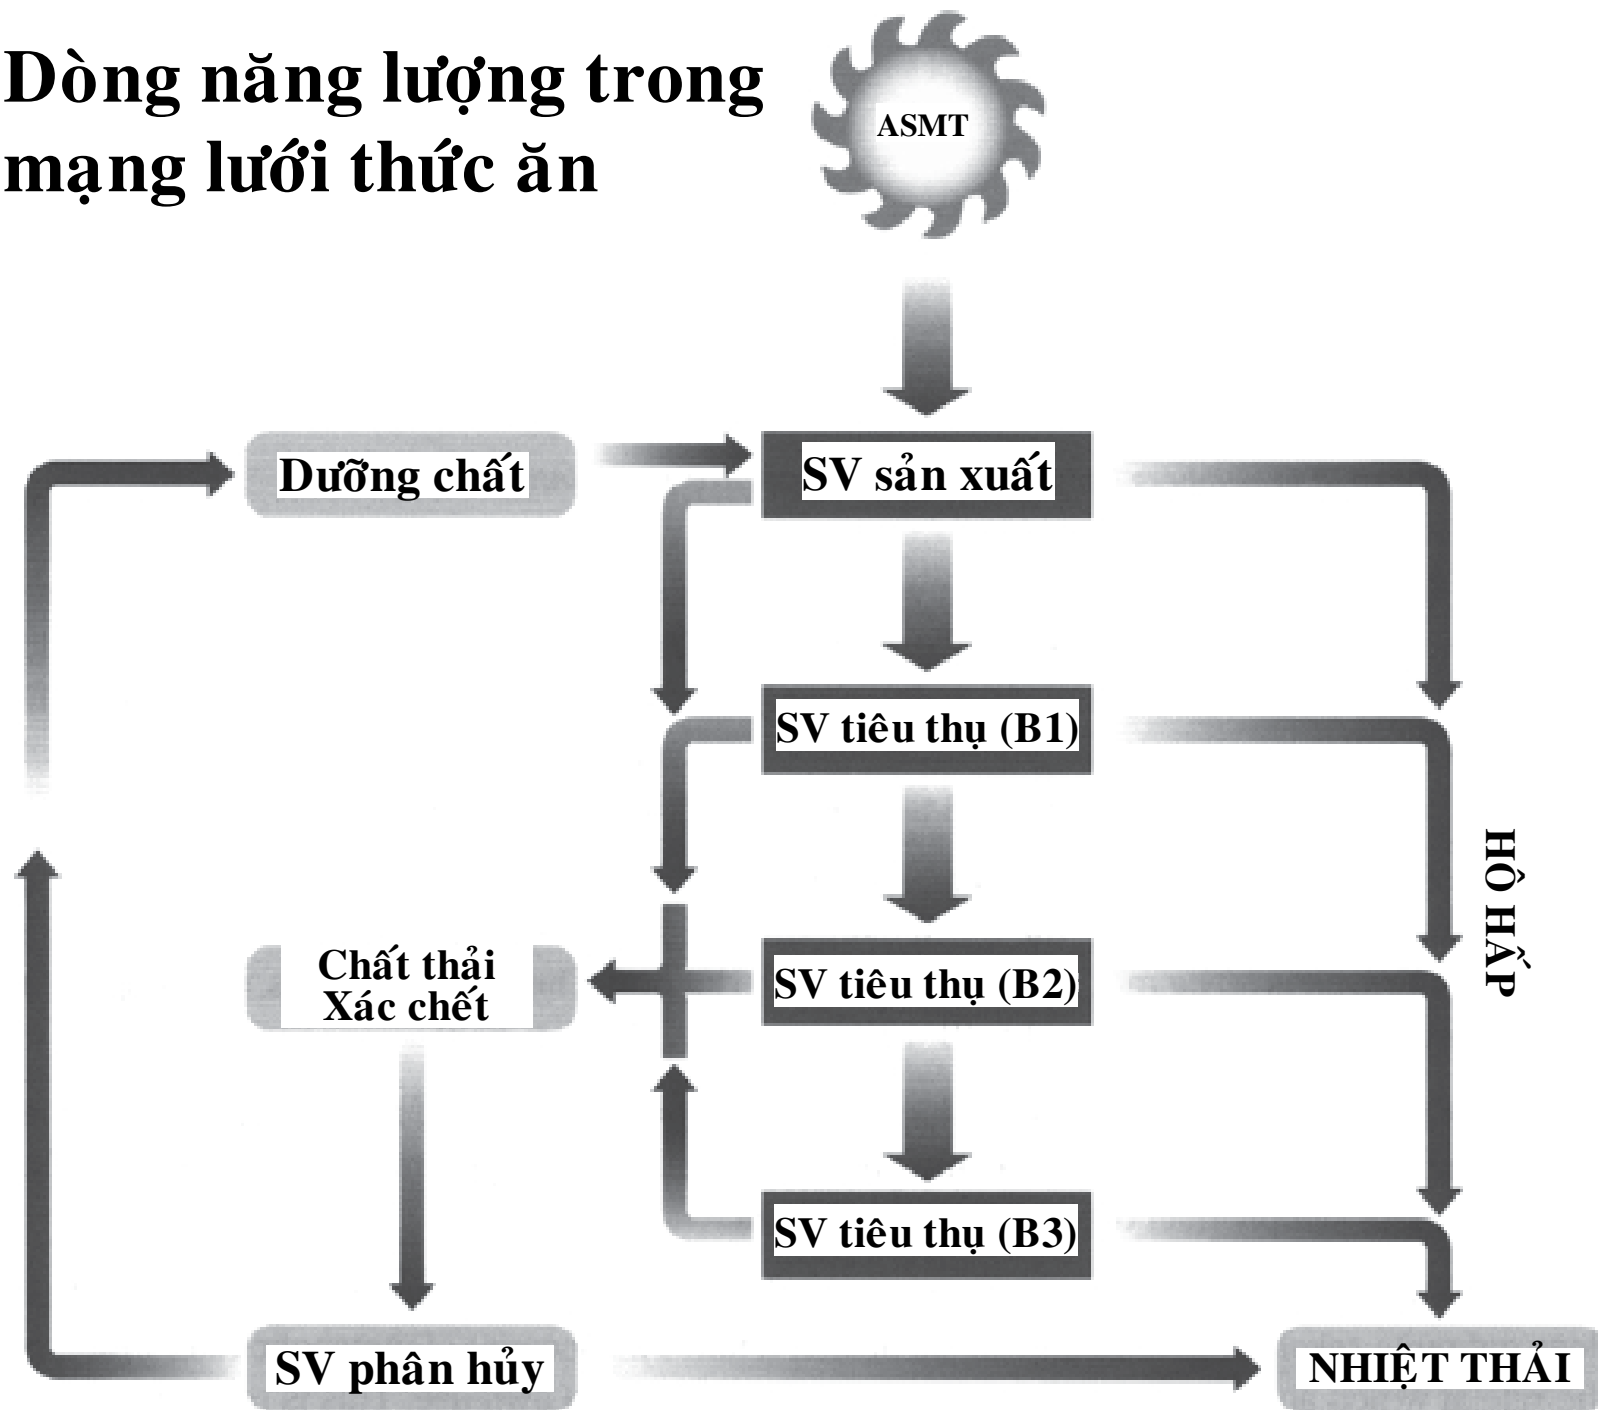 Dòng năng lượng trong
mạng lưới thức ăn
ASMT
Dưỡng chất
SV sản xuất
SV tiêu thụ (B1)
HÔ HẤP
Chất thải
Xác chết
SV tiêu thụ (B2)
SV tiêu thụ (B3)
SV phân hủy
NHIỆT THẢI